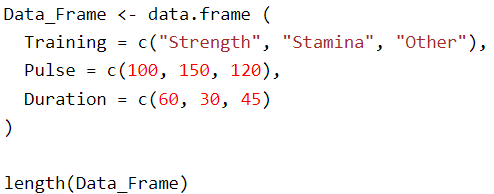 Data_Frame <- data.frame (
  Training = c("Strength", "Stamina", "Other"),
  Pulse = c(100, 150, 120),
  Duration = c(60, 30, 45)
)

length(Data_Frame)